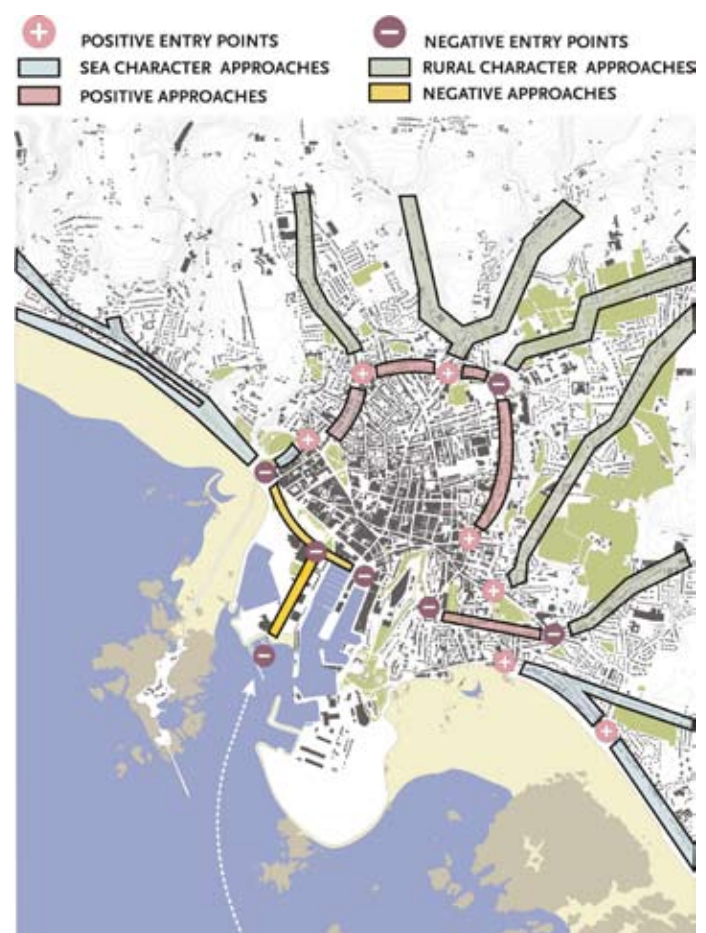 POSITIVE ENTRY POINTS
NEGATIVE ENTRY POINTS
SEA CHARACTER APPROACHES
RURAL CHARACTER APPROACHES
POSITIVE APPROACHES
NEGATIVE APPROACHES